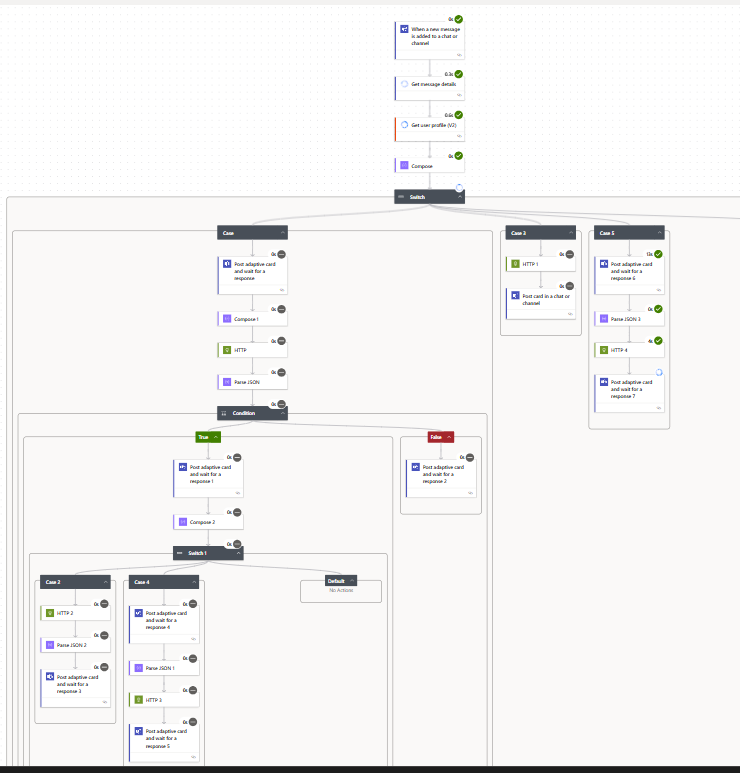 0s
When a new message
is added to a chat or
channel
0.3s
Get message details
0.6s
Get user profile (V2)
0s
Compose
Switch
Case
0s
Post adaptive card
and wait for a
response
0s
Compose 1
0s
HTTP
0s
Parse JSON
0s
Condition
True
0s
Post adaptive card
and wait for a
response 1
0s
Compose 2
0s
Switch 1
Case 2
0s
HTTP 2
0s
Parse JSON 2
0s
Post adaptive card
and wait for a
response 3
Case 4
0s
Post adaptive card
and wait for a
response 4
0s
Parse JSON 1
0s
HTTP 3
0s
Post adaptive card
and wait for a
response 5
Default
No Actions
False
0s
Post adaptive card
and wait for a
response 2
Case 3
0s
HTTP 1
0s
Post card in a chat or
channel
Case 5
13s
Post adaptive card
and wait for a
response 6
0s
Parse JSON 3
4s
HTTP 4
Post adaptive card
and wait for a
response 7